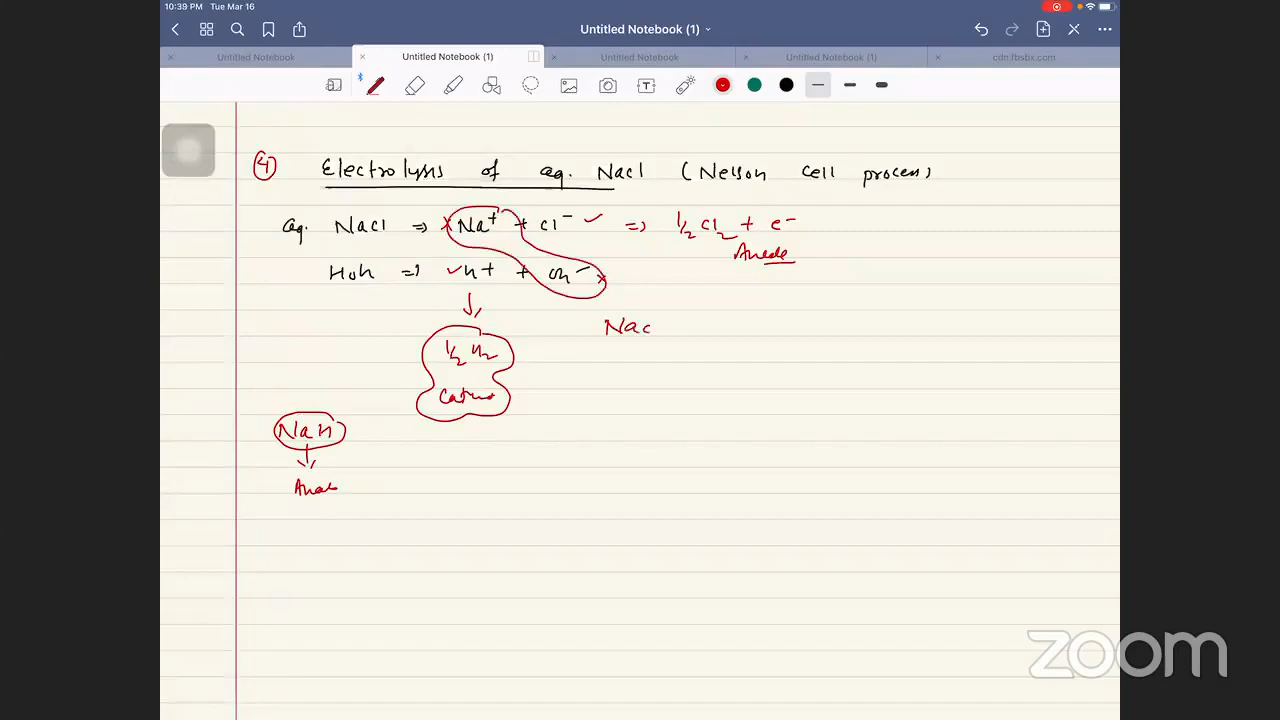 10:39 PM Tue Mar 16
Untitled Notebook (1)
Untitled Notebook
Untitled Notebook (1)
Untitled Notebook
Untitled Notebook (1)
cdn.fbsbx.com
④ Electrolysis of aq. NaCl (Nelson cell process
aq. NaCl ⇒ x Na⁺ + Cl⁻ ✓ ⇒ 1/2 Cl₂ + e⁻
Anode
HOH ⇒ ✓ H⁺ + OH⁻ x
↓
Nac
1/2 H₂
NaH
↓
zoom